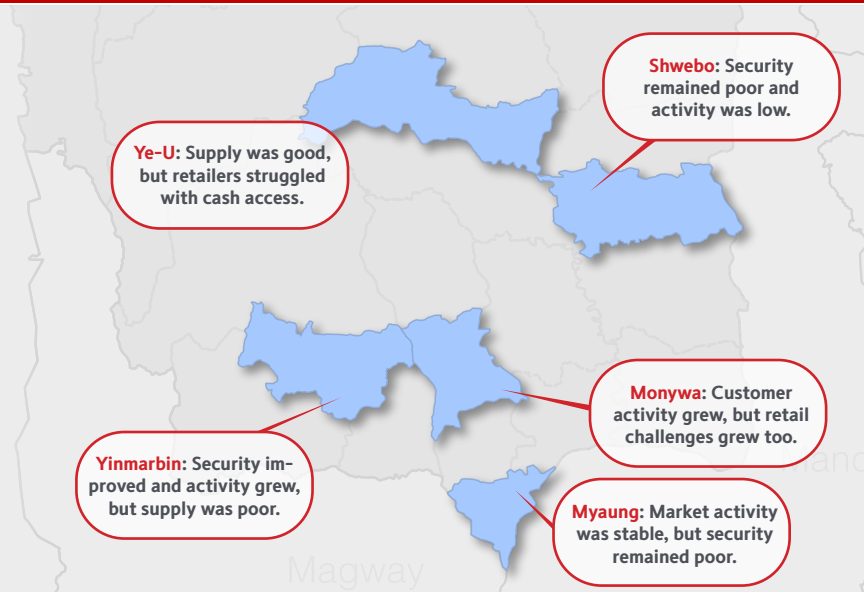 Shwebo: Security
remained poor and
activity was low.
Ye-U: Supply was good,
but retailers struggled
with cash access.
Monywa: Customer
activity grew, but retail
challenges grew too.
Yinmarbin: Security im-
proved and activity grew,
but supply was poor.
Myaung: Market activity
was stable, but security
remained poor.
Magway